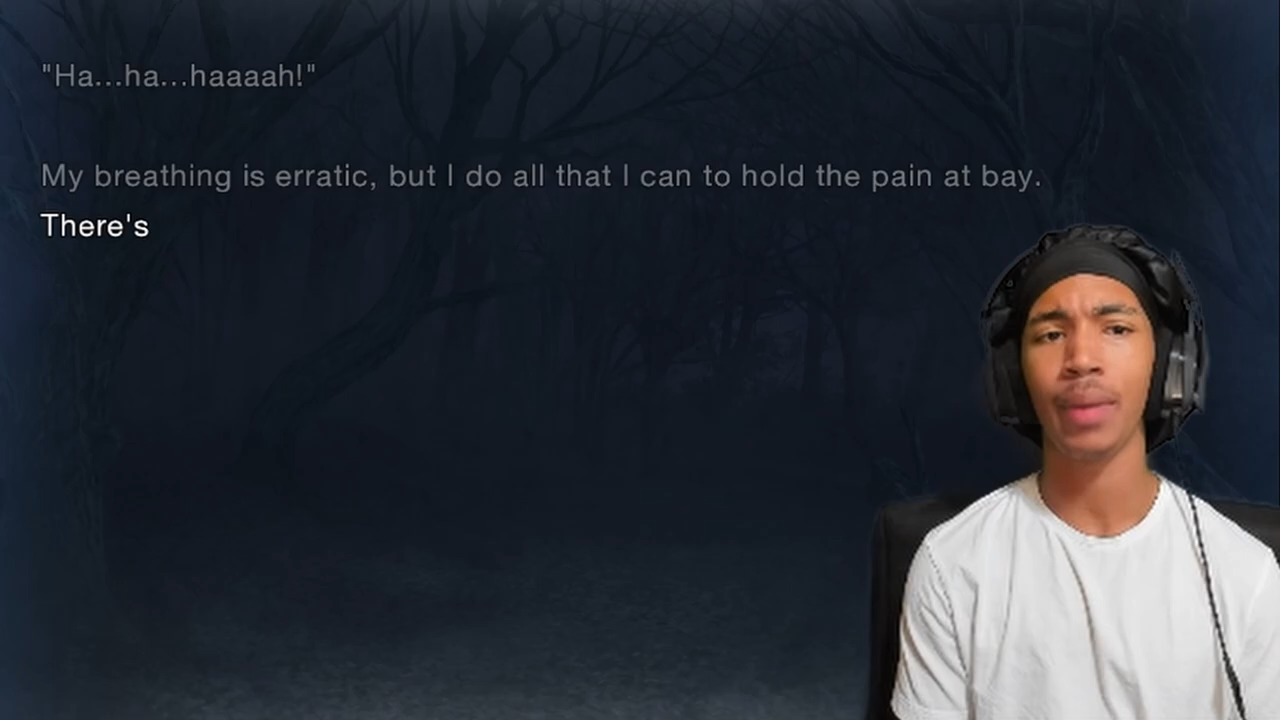 "Ha...ha...haaaah!"
My breathing is erratic, but I do all that I can to hold the pain at bay.
There's